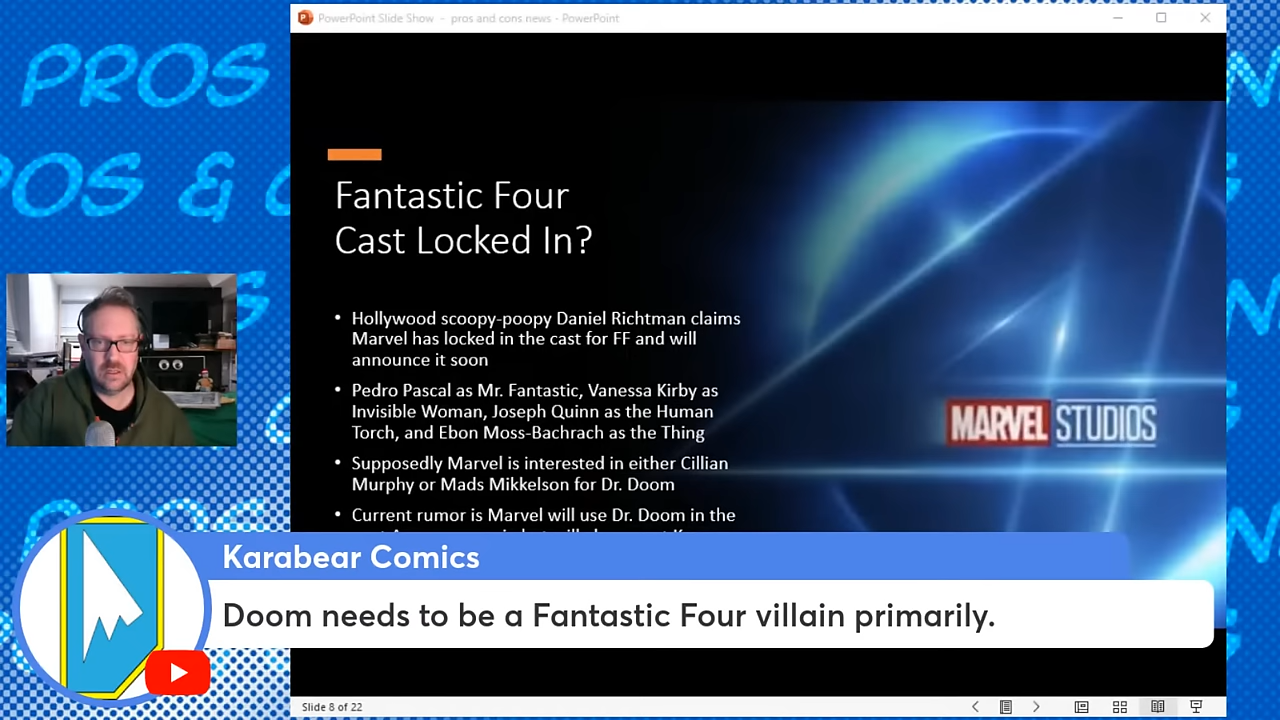 PowerPoint Slide Show - pros and cons news - PowerPoint
PROS
POS & C
Fantastic Four
Cast Locked In?
• Hollywood scoopy-poopy Daniel Richtman claims
Marvel has locked in the cast for FF and will
announce it soon
• Pedro Pascal as Mr. Fantastic, Vanessa Kirby as
Invisible Woman, Joseph Quinn as the Human
Torch, and Ebon Moss-Bachrach as the Thing
• Supposedly Marvel is interested in either Cillian
Murphy or Mads Mikkelson for Dr. Doom
• Current rumor is Marvel will use Dr. Doom in the
MARVEL STUDIOS
Karabear Comics
Doom needs to be a Fantastic Four villain primarily.
Slide 8 of 22